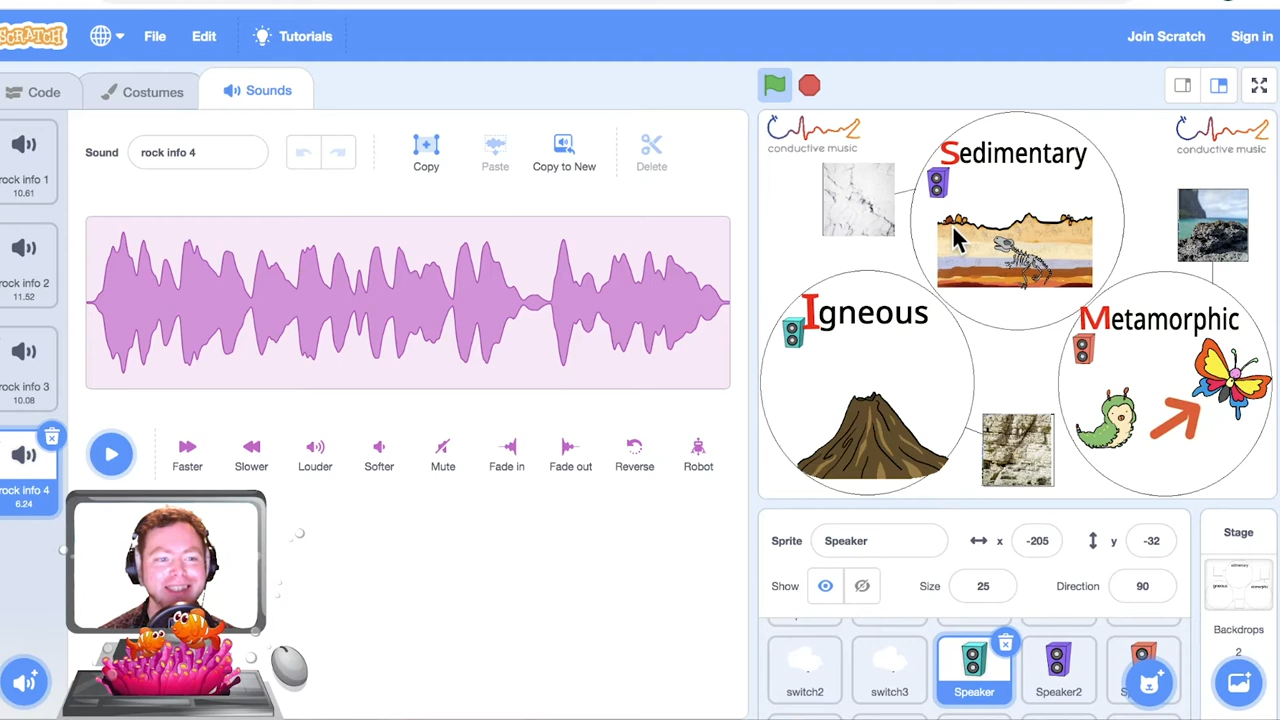 SCRATCH
File
Edit
Tutorials
Join Scratch
Sign in
Code
Costumes
Sounds
rock info 1
10.61
rock info 2
11.52
rock info 3
10.08
rock info 4
6.24
Sound
rock info 4
Copy
Paste
Copy to New
Delete
Faster
Slower
Louder
Softer
Mute
Fade in
Fade out
Reverse
Robot
conductive music
Sedimentary
conductive music
Igneous
Metamorphic
Sprite
Speaker
x
-205
y
-32
Show
Size
25
Direction
90
switch2
switch3
Speaker
Speaker2
Stage
Backdrops
2